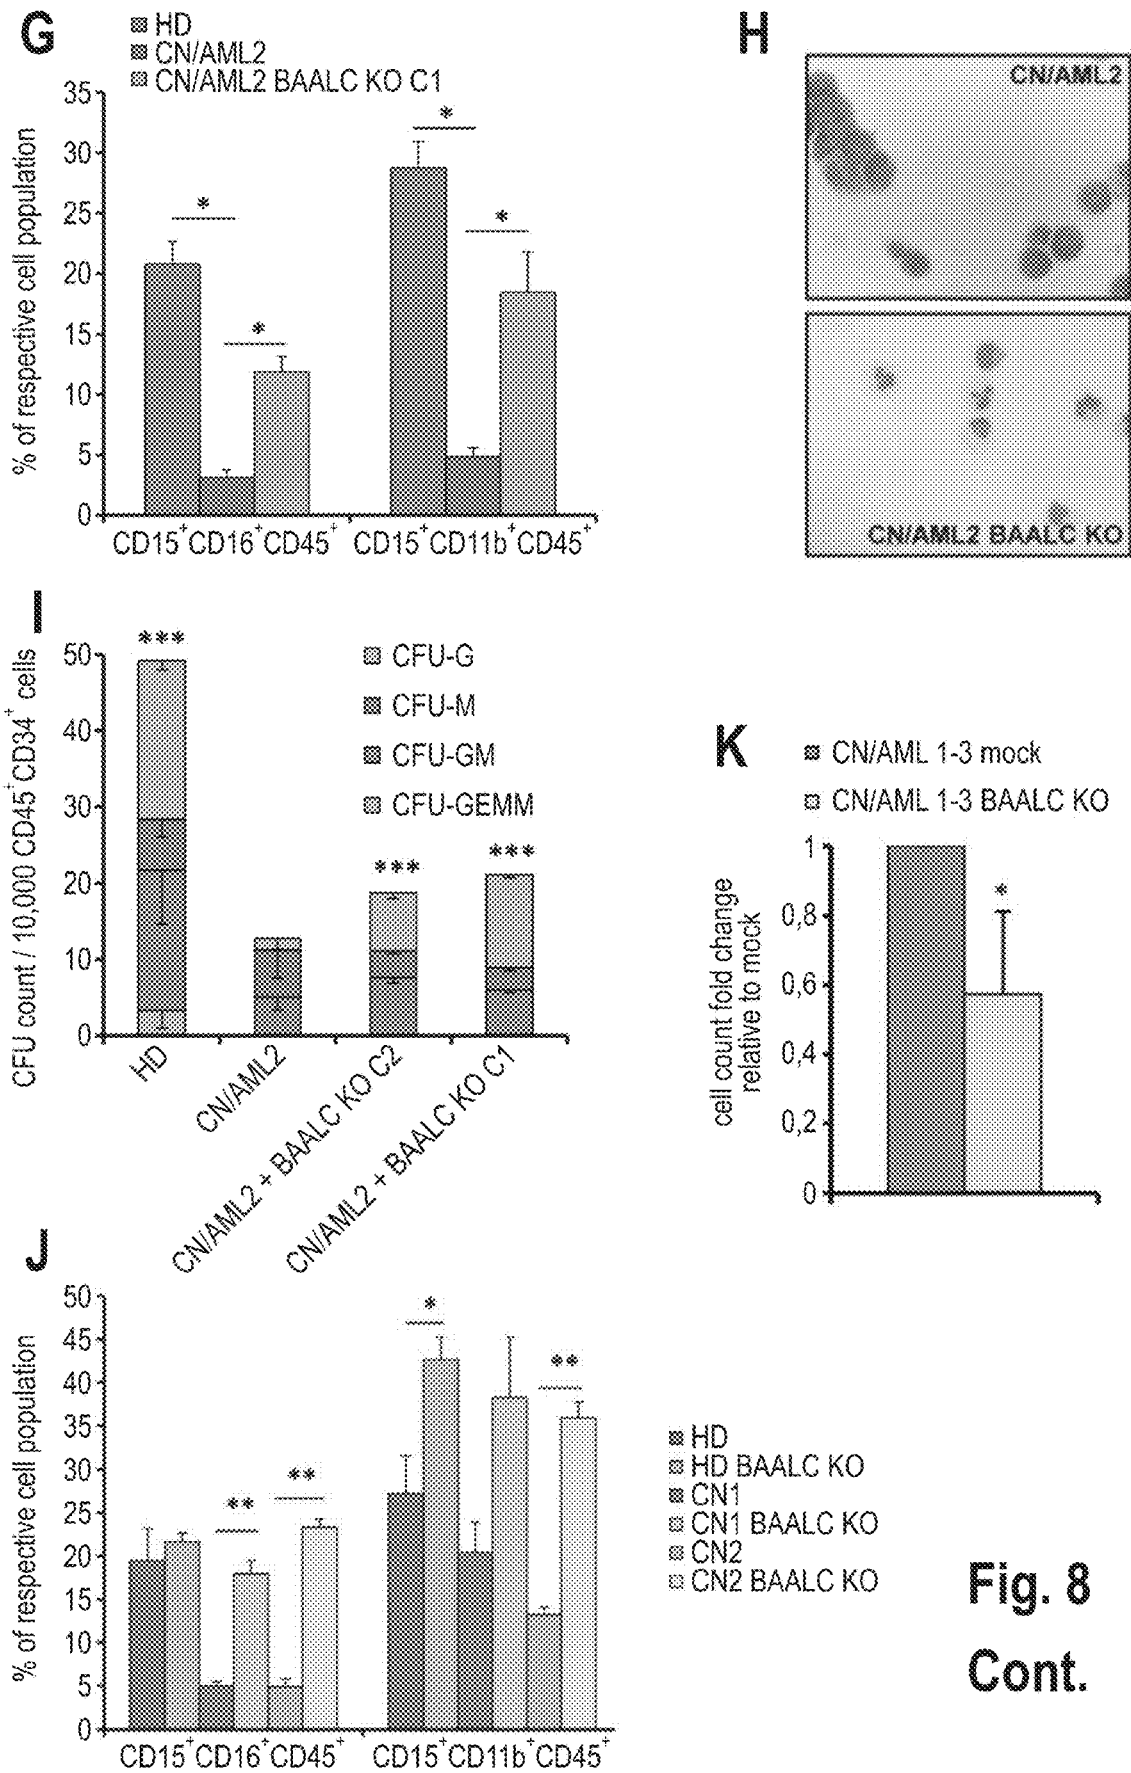 G
HD
CN/AML2
CN/AML2 BAALC KO C1
% of respective cell population
35
30
25
20
15
10
5
0
*
*
*
*
CD15+CD16+CD45+
CD15+CD11b+CD45+
H
CN/AML2
CN/AML2 BAALC KO
I
CFU count / 10,000 CD45+CD34+ cells
50
40
30
20
10
0
***
***
***
CFU-G
CFU-M
CFU-GM
CFU-GEMM
HD
CN/AML2
CN/AML2 + BAALC KO C2
CN/AML2 + BAALC KO C1
K
CN/AML 1-3 mock
CN/AML 1-3 BAALC KO
cell count fold change
relative to mock
1
0,8
0,6
0,4
0,2
0
*
J
% of respective cell population
50
45
40
35
30
25
20
15
10
5
0
**
**
*
**
CD15+CD16+CD45+
CD15+CD11b+CD45+
HD
HD BAALC KO
CN1
CN1 BAALC KO
CN2
CN2 BAALC KO
Fig. 8
Cont.